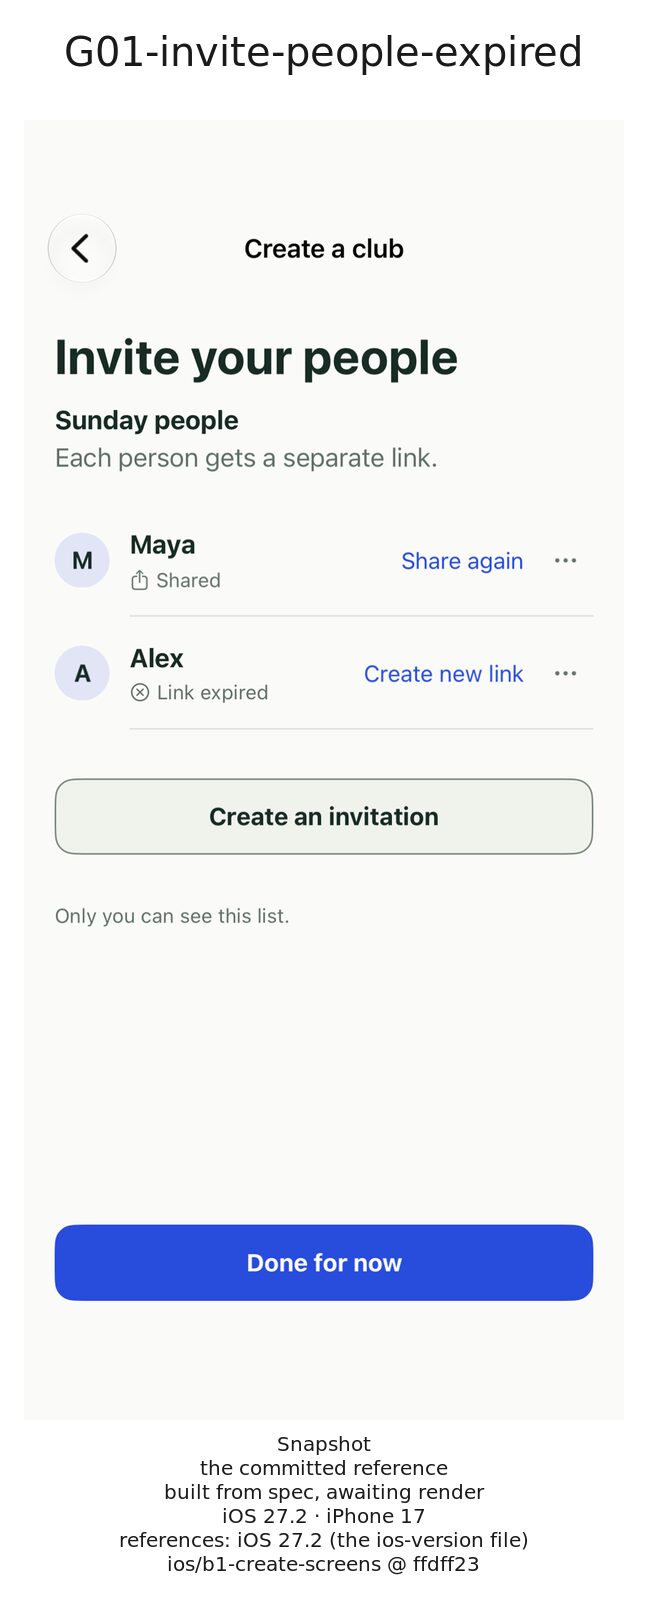 G01-invite-people-expired
Create a club
Invite your people
Sunday people
Each person gets a separate link.
M
Maya
Shared
Share again
A
Alex
Link expired
Create new link
Create an invitation
Only you can see this list.
Done for now
Snapshot
the committed reference
built from spec, awaiting render
iOS 27.2 · iPhone 17
references: iOS 27.2 (the ios-version file)
ios/b1-create-screens @ ffdff23